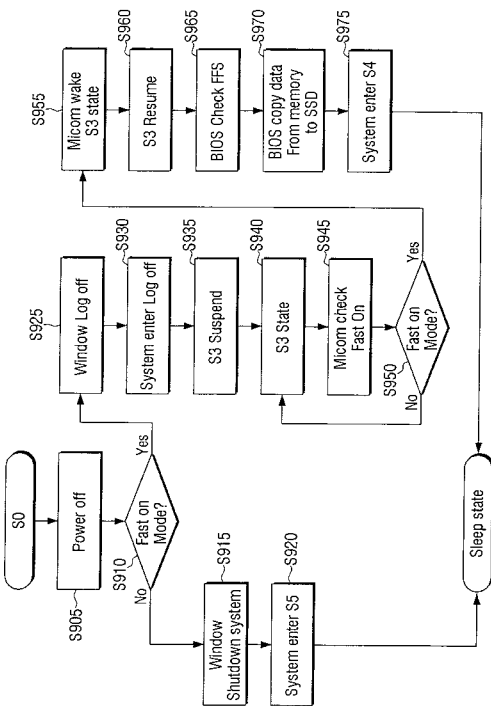 S0
Power off
S905
Fast on
Mode?
S910
No
Yes
Window
Shutdown system
S915
System enter S5
S920
Window Log off
S925
System enter Log off
S930
S3 Suspend
S935
S3 State
S940
Micom check
Fast On
S945
Fast on
Mode?
S950
No
Yes
Micom wake
S3 state
S955
S3 Resume
S960
BIOS Check FFS
S965
BIOS copy data
From memory
to SSD
S970
System enter S4
S975
Sleep state